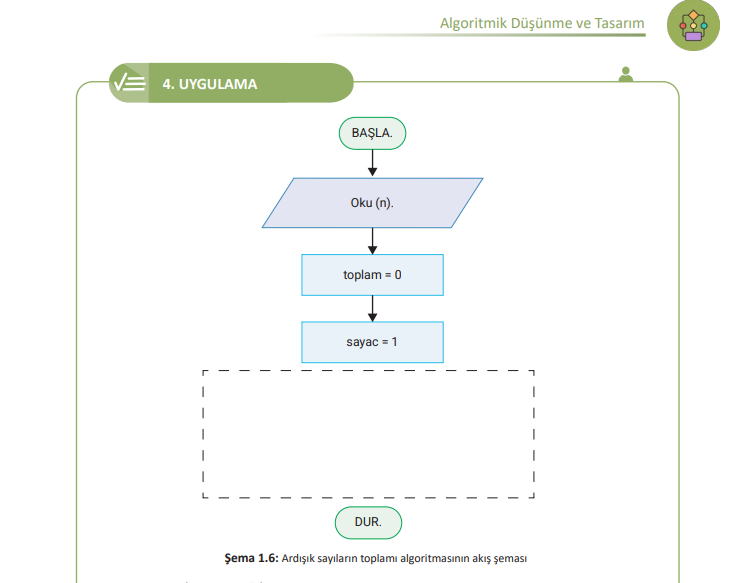 Algoritmik Düşünme ve Tasarım
4. UYGULAMA
BAŞLA.
Oku (n).
toplam = 0
sayac = 1
DUR.
Şema 1.6: Ardışık sayıların toplamı algoritmasının akış şeması